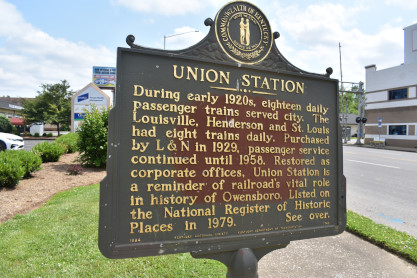 COMMONWEALTH OF KENTUCKY
UNION STATION
During early 1920s, eighteen daily
passenger trains served city. The
Louisville, Henderson and St. Louis
had eight trains daily. Purchased
by L&N in 1929, passenger service
continued until 1958. Restored as
corporate offices, Union Station is
a reminder of railroad's vital role
in history of Owensboro. Listed on
the National Register of Historic
Places in 1979. See over.